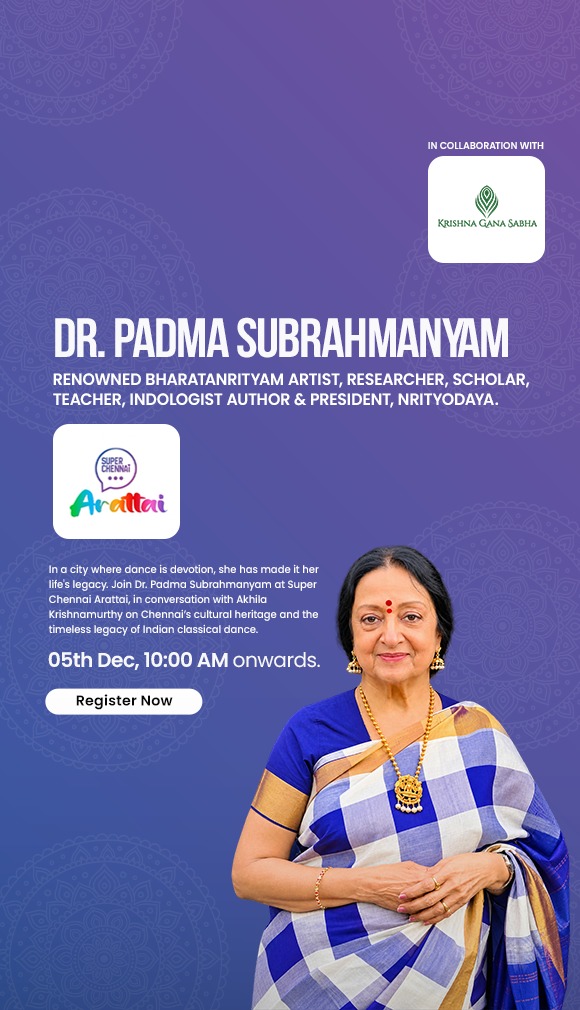 IN COLLABORATION WITH
KRISHNA GANA SABHA
DR. PADMA SUBRAHMANYAM
RENOWNED BHARATANRITYAM ARTIST, RESEARCHER, SCHOLAR,
TEACHER, INDOLOGIST AUTHOR & PRESIDENT, NRITYODAYA.
SUPER
CHENNAI
Arattai
In a city where dance is devotion, she has made it her
life's legacy. Join Dr. Padma Subrahmanyam at Super
Chennai Arattai, in conversation with Akhila
Krishnamurthy on Chennai's cultural heritage and the
timeless legacy of Indian classical dance.
05th Dec, 10:00 AM onwards.
Register Now